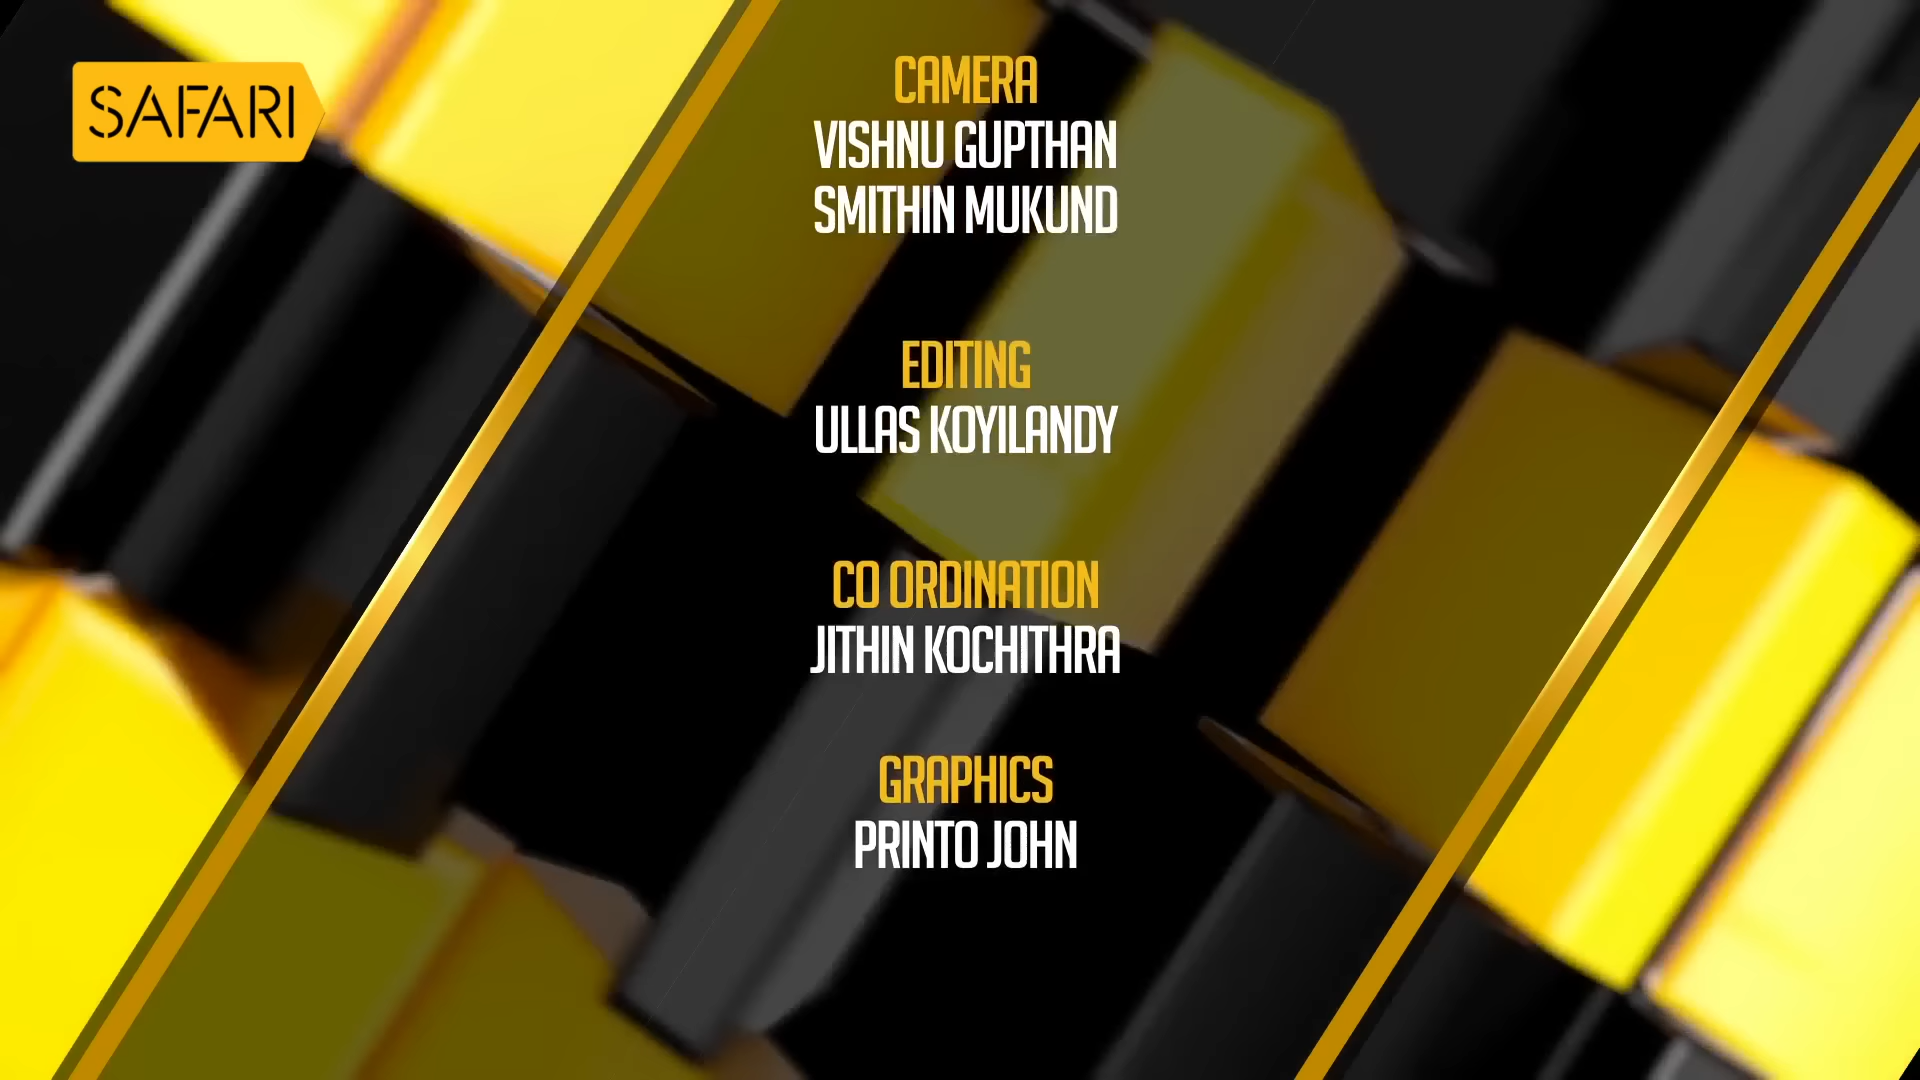 SAFARI
CAMERA
VISHNU GUPTHAN
SMITHIN MUKUND
EDITING
ULLAS KOYILANDY
CO ORDINATION
JITHIN KOCHITHRA
GRAPHICS
PRINTO JOHN